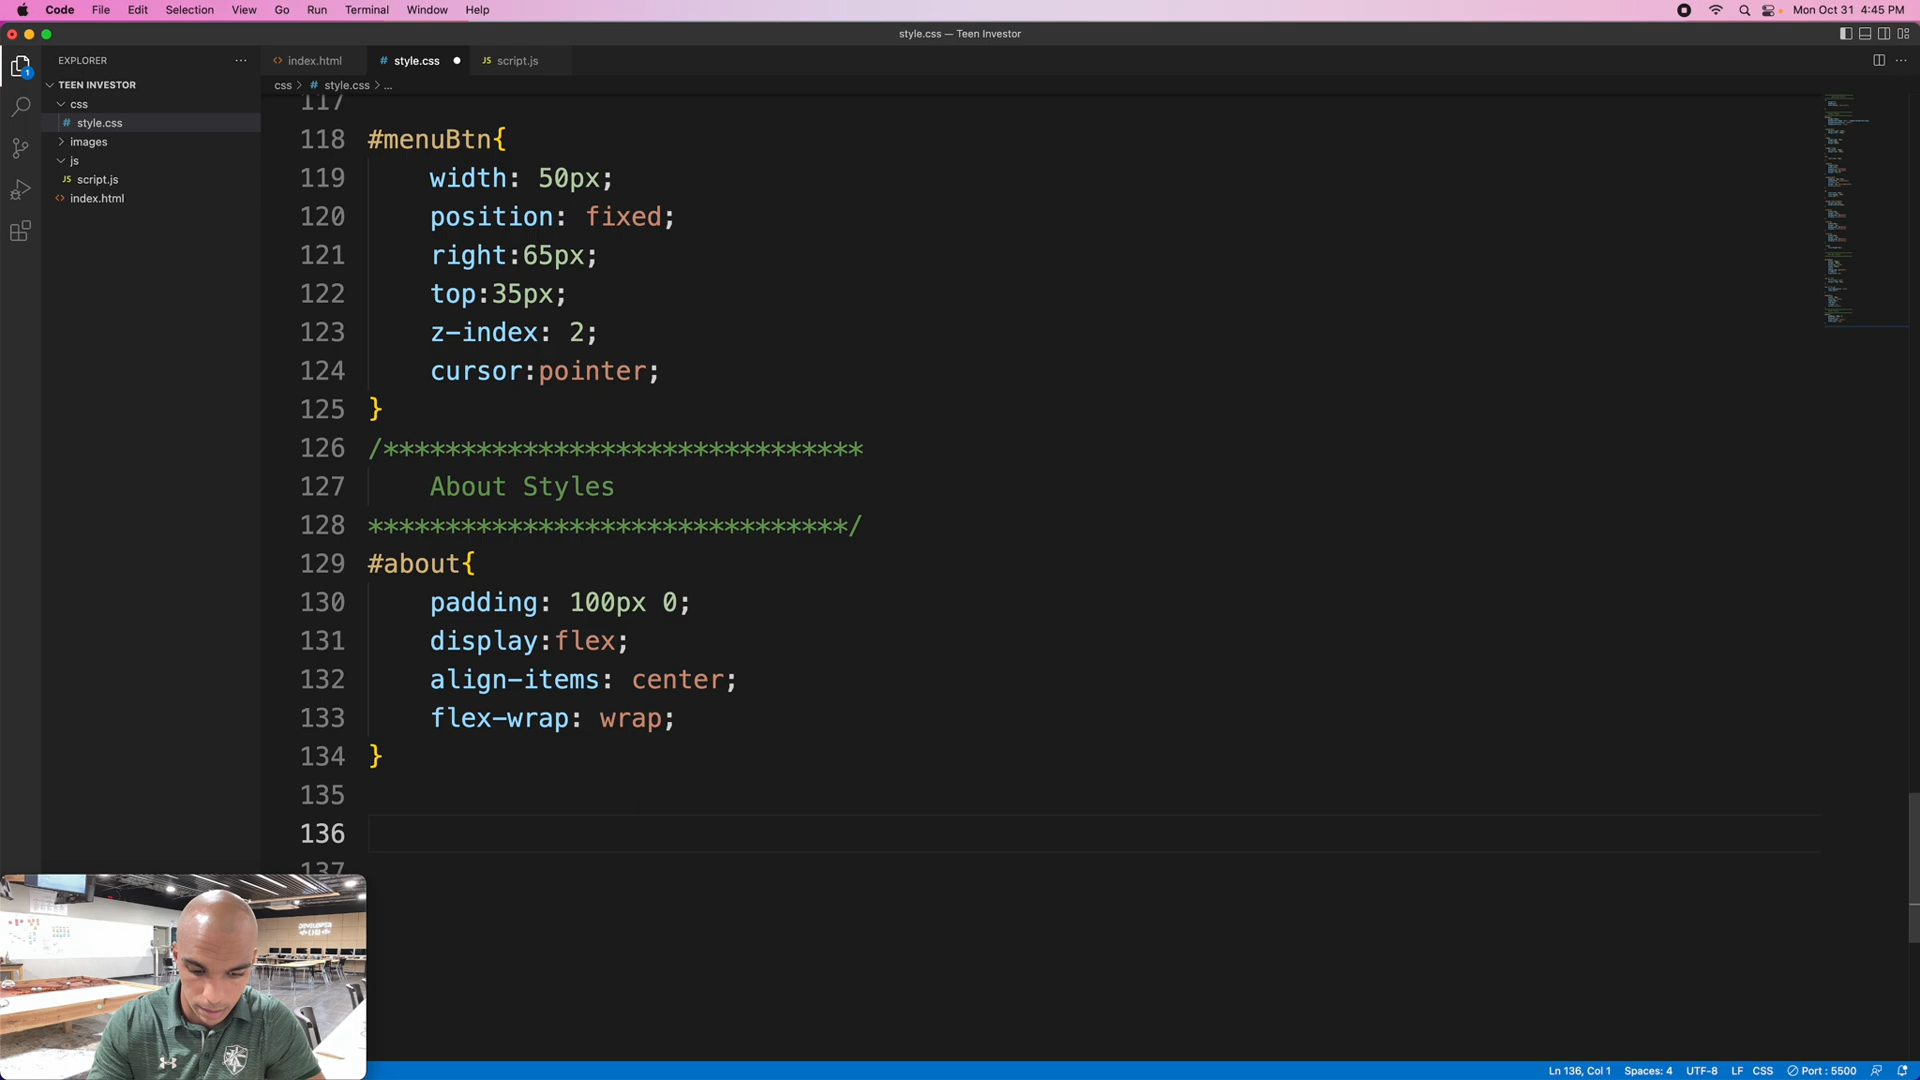 Code File Edit Selection View Go Run Terminal Window Help Mon Oct 31 4:45 PM
style.css — Teen Investor
EXPLORER ...
index.html
style.css
script.js
TEEN INVESTOR
css > # style.css > ...
css
# style.css
images
js
JS script.js
<> index.html
1
117
118 #menuBtn{
119 width: 50px;
120 position: fixed;
121 right:65px;
122 top:35px;
123 z-index: 2;
124 cursor:pointer;
125 }
126 /*******************************
127 About Styles
128 *******************************/
129 #about{
130 padding: 100px 0;
131 display:flex;
132 align-items: center;
133 flex-wrap: wrap;
134 }
135
136
137
DEVELOPER
Ln 136, Col 1 Spaces: 4 UTF-8 LF CSS Port : 5500